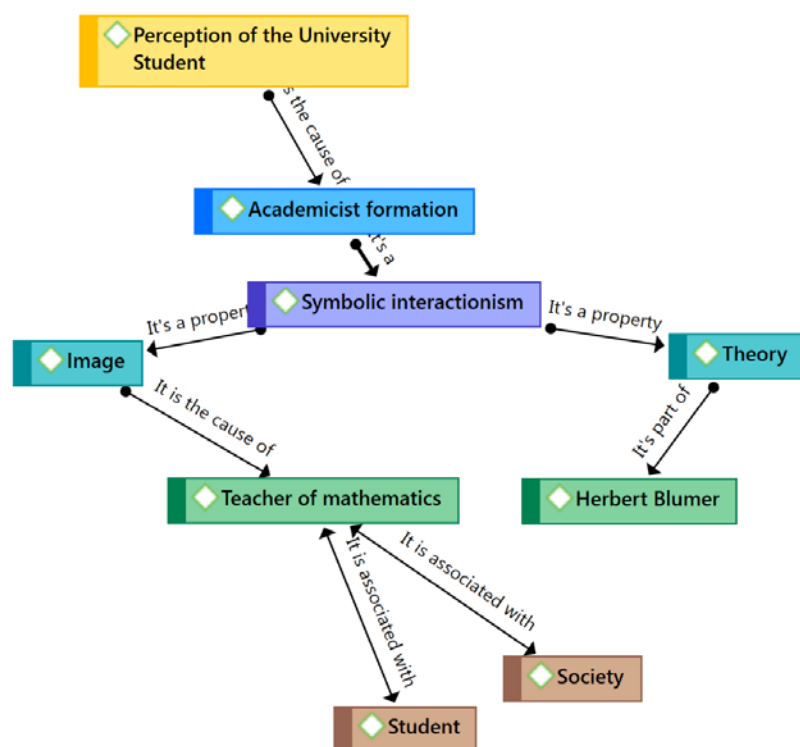 Perception of the University
Student
s the cause of
Academicist formation
It's a
Symbolic interactionism
It's a propert
It's a property
Image
Theory
It is the cause of
It's part of
Teacher of mathematics
Herbert Blumer
It is associated with
It is associated with
Society
Student